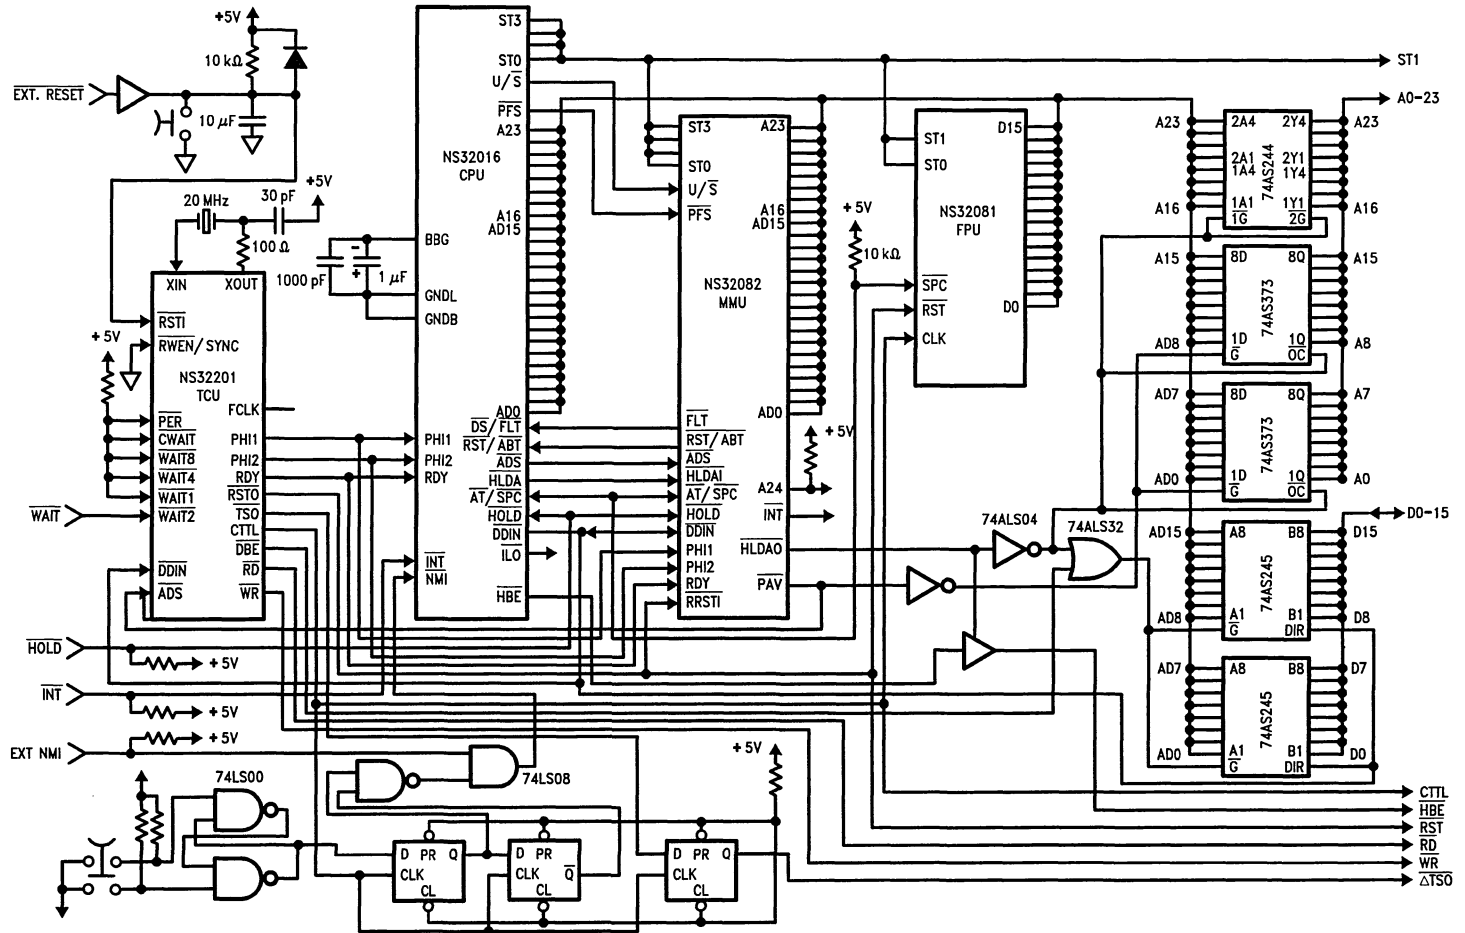 +5V
10 kΩ
EXT. RESET
10 μF
20 MHz
30 pF
+5V
100 Ω
XIN
XOUT
RSTI
RWEN/SYNC
NS32201
TCU
FCLK
PER
CWAIT
WAIT8
WAIT4
WAIT1
WAIT2
PHI1
PHI2
RDY
RSTO
TSO
CTTL
DBE
RD
WR
DDIN
ADS
+5V
WAIT
HOLD
+5V
INT
+5V
EXT NMI
+5V
1000 pF
-
+
1 μF
ST3
ST0
U/S
PFS
A23
NS32016
CPU
A16
AD15
BBG
GNDL
GNDB
AD0
DS/FLT
RST/ABT
ADS
HLDA
AT/SPC
HOLD
DDIN
ILO
HBE
PHI1
PHI2
RDY
INT
NMI
ST3
ST0
U/S
PFS
A23
A16
AD15
NS32082
MMU
AD0
FLT
RST/ABT
ADS
HLDAI
AT/SPC
HOLD
DDIN
PHI1
PHI2
RDY
RRSTI
A24
INT
HLDAO
PAV
+5V
+5V
10 kΩ
ST1
ST0
D15
NS32081
FPU
SPC
RST
CLK
D0
74ALS04
74ALS32
ST1
A0-23
A23
2A4
2Y4
A23
2A1
2Y1
1A4
1Y4
74AS244
A16
1A1
1Y1
A16
1G
2G
A15
8D
8Q
A15
74AS373
AD8
1D
1Q
A8
G
OC
AD7
8D
8Q
A7
74AS373
AD0
1D
1Q
A0
G
OC
D0-15
AD15
A8
B8
D15
74AS245
AD8
A1
B1
D8
G
DIR
AD7
A8
B8
D7
74AS245
AD0
A1
B1
D0
G
DIR
74LS00
74LS08
+5V
D PR Q
CLK
CL
D PR
CLK Q
CL
D PR Q
CLK
CL
CTTL
HBE
RST
RD
WR
△TSO